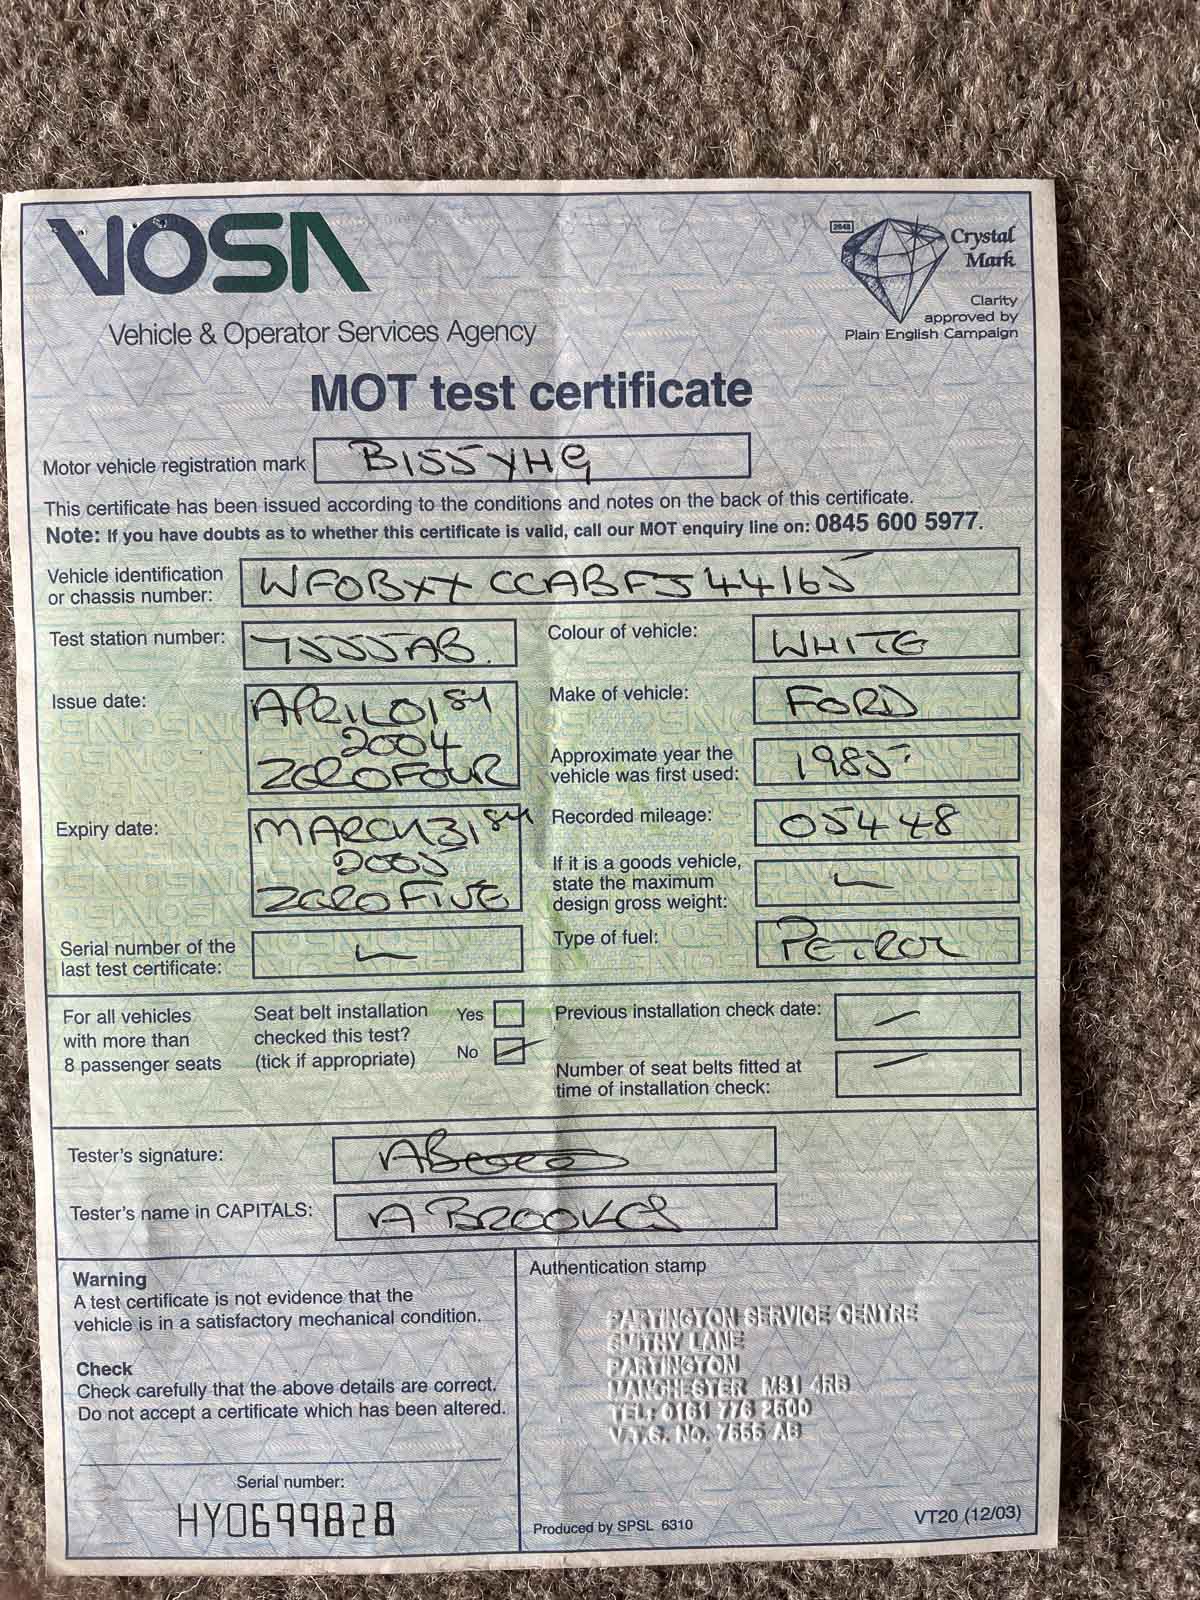 VOSA
Vehicle & Operator Services Agency
2848
Crystal
Mark
Clarity
approved by
Plain English Campaign
MOT test certificate
Motor vehicle registration mark B155YHG
This certificate has been issued according to the conditions and notes on the back of this certificate.
Note: If you have doubts as to whether this certificate is valid, call our MOT enquiry line on: 0845 600 5977.
Vehicle identification
or chassis number: WFOBXXCCABFJ44165
Test station number: 7555AB.
Colour of vehicle: WHITE
Issue date: APRIL 01st
2004
ZERO FOUR
Make of vehicle: FORD
Approximate year the
vehicle was first used: 1985
Expiry date: MARCH 31st
2005
ZERO FIVE
Recorded mileage: 05448
If it is a goods vehicle,
state the maximum
design gross weight:
Serial number of the
last test certificate:
Type of fuel: PETROL
For all vehicles
with more than
8 passenger seats
Seat belt installation
checked this test?
(tick if appropriate)
Yes
No
Previous installation check date:
Number of seat belts fitted at
time of installation check:
Tester's signature:
Tester's name in CAPITALS: A BROOKES
Warning
A test certificate is not evidence that the
vehicle is in a satisfactory mechanical condition.
Check
Check carefully that the above details are correct.
Do not accept a certificate which has been altered.
Serial number:
HY0699828
Authentication stamp
PARTINGTON SERVICE CENTRE
SMITHY LANE
PARTINGTON
MANCHESTER M31 4RB
TEL: 0161 776 2500
V.T.S. No. 7555 AB
Produced by SPSL 6310
VT20 (12/03)